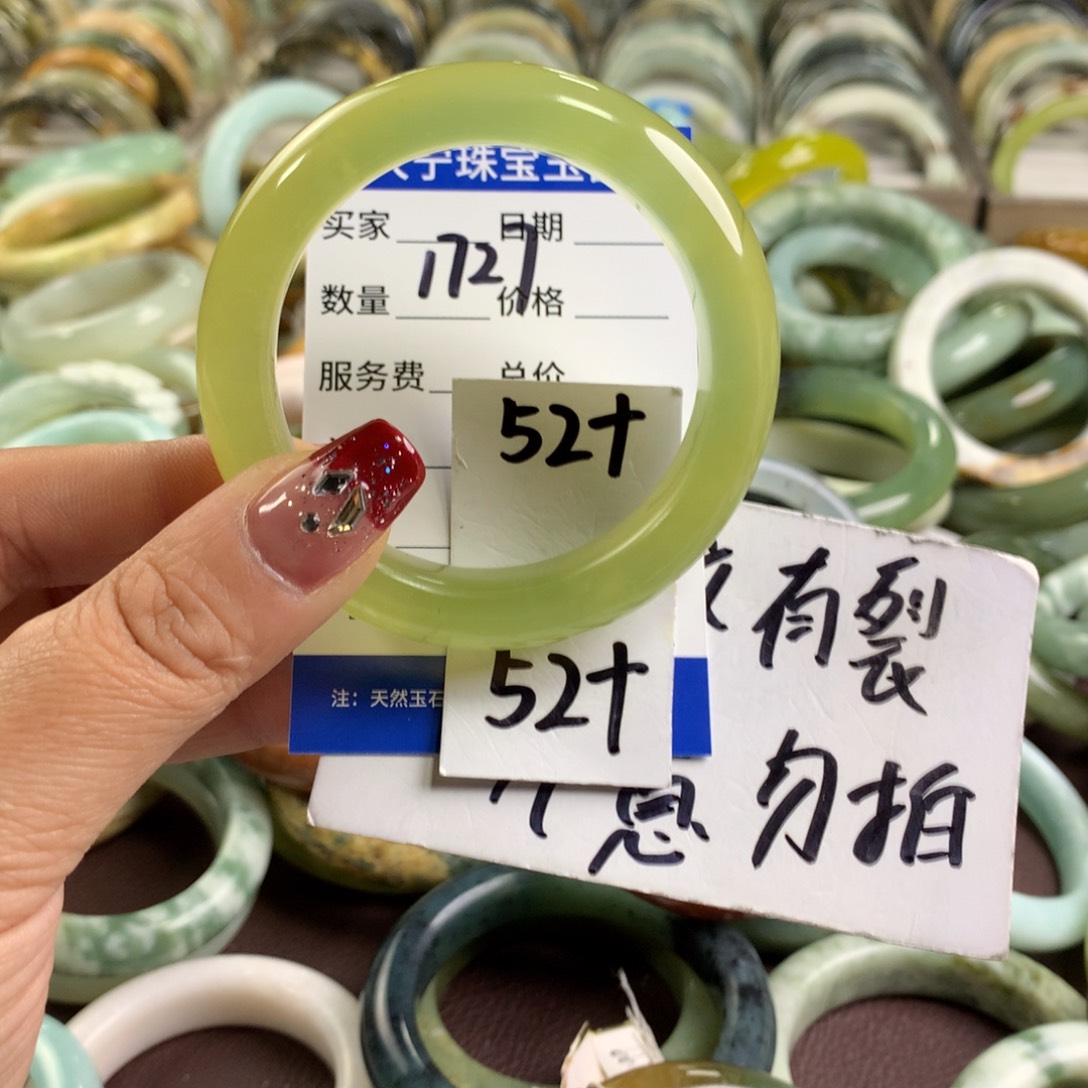 宁珠宝玉
买家 日期
1727
数量 价格
服务费 总价
52+
52+
注：天然玉石
有裂
勿拍